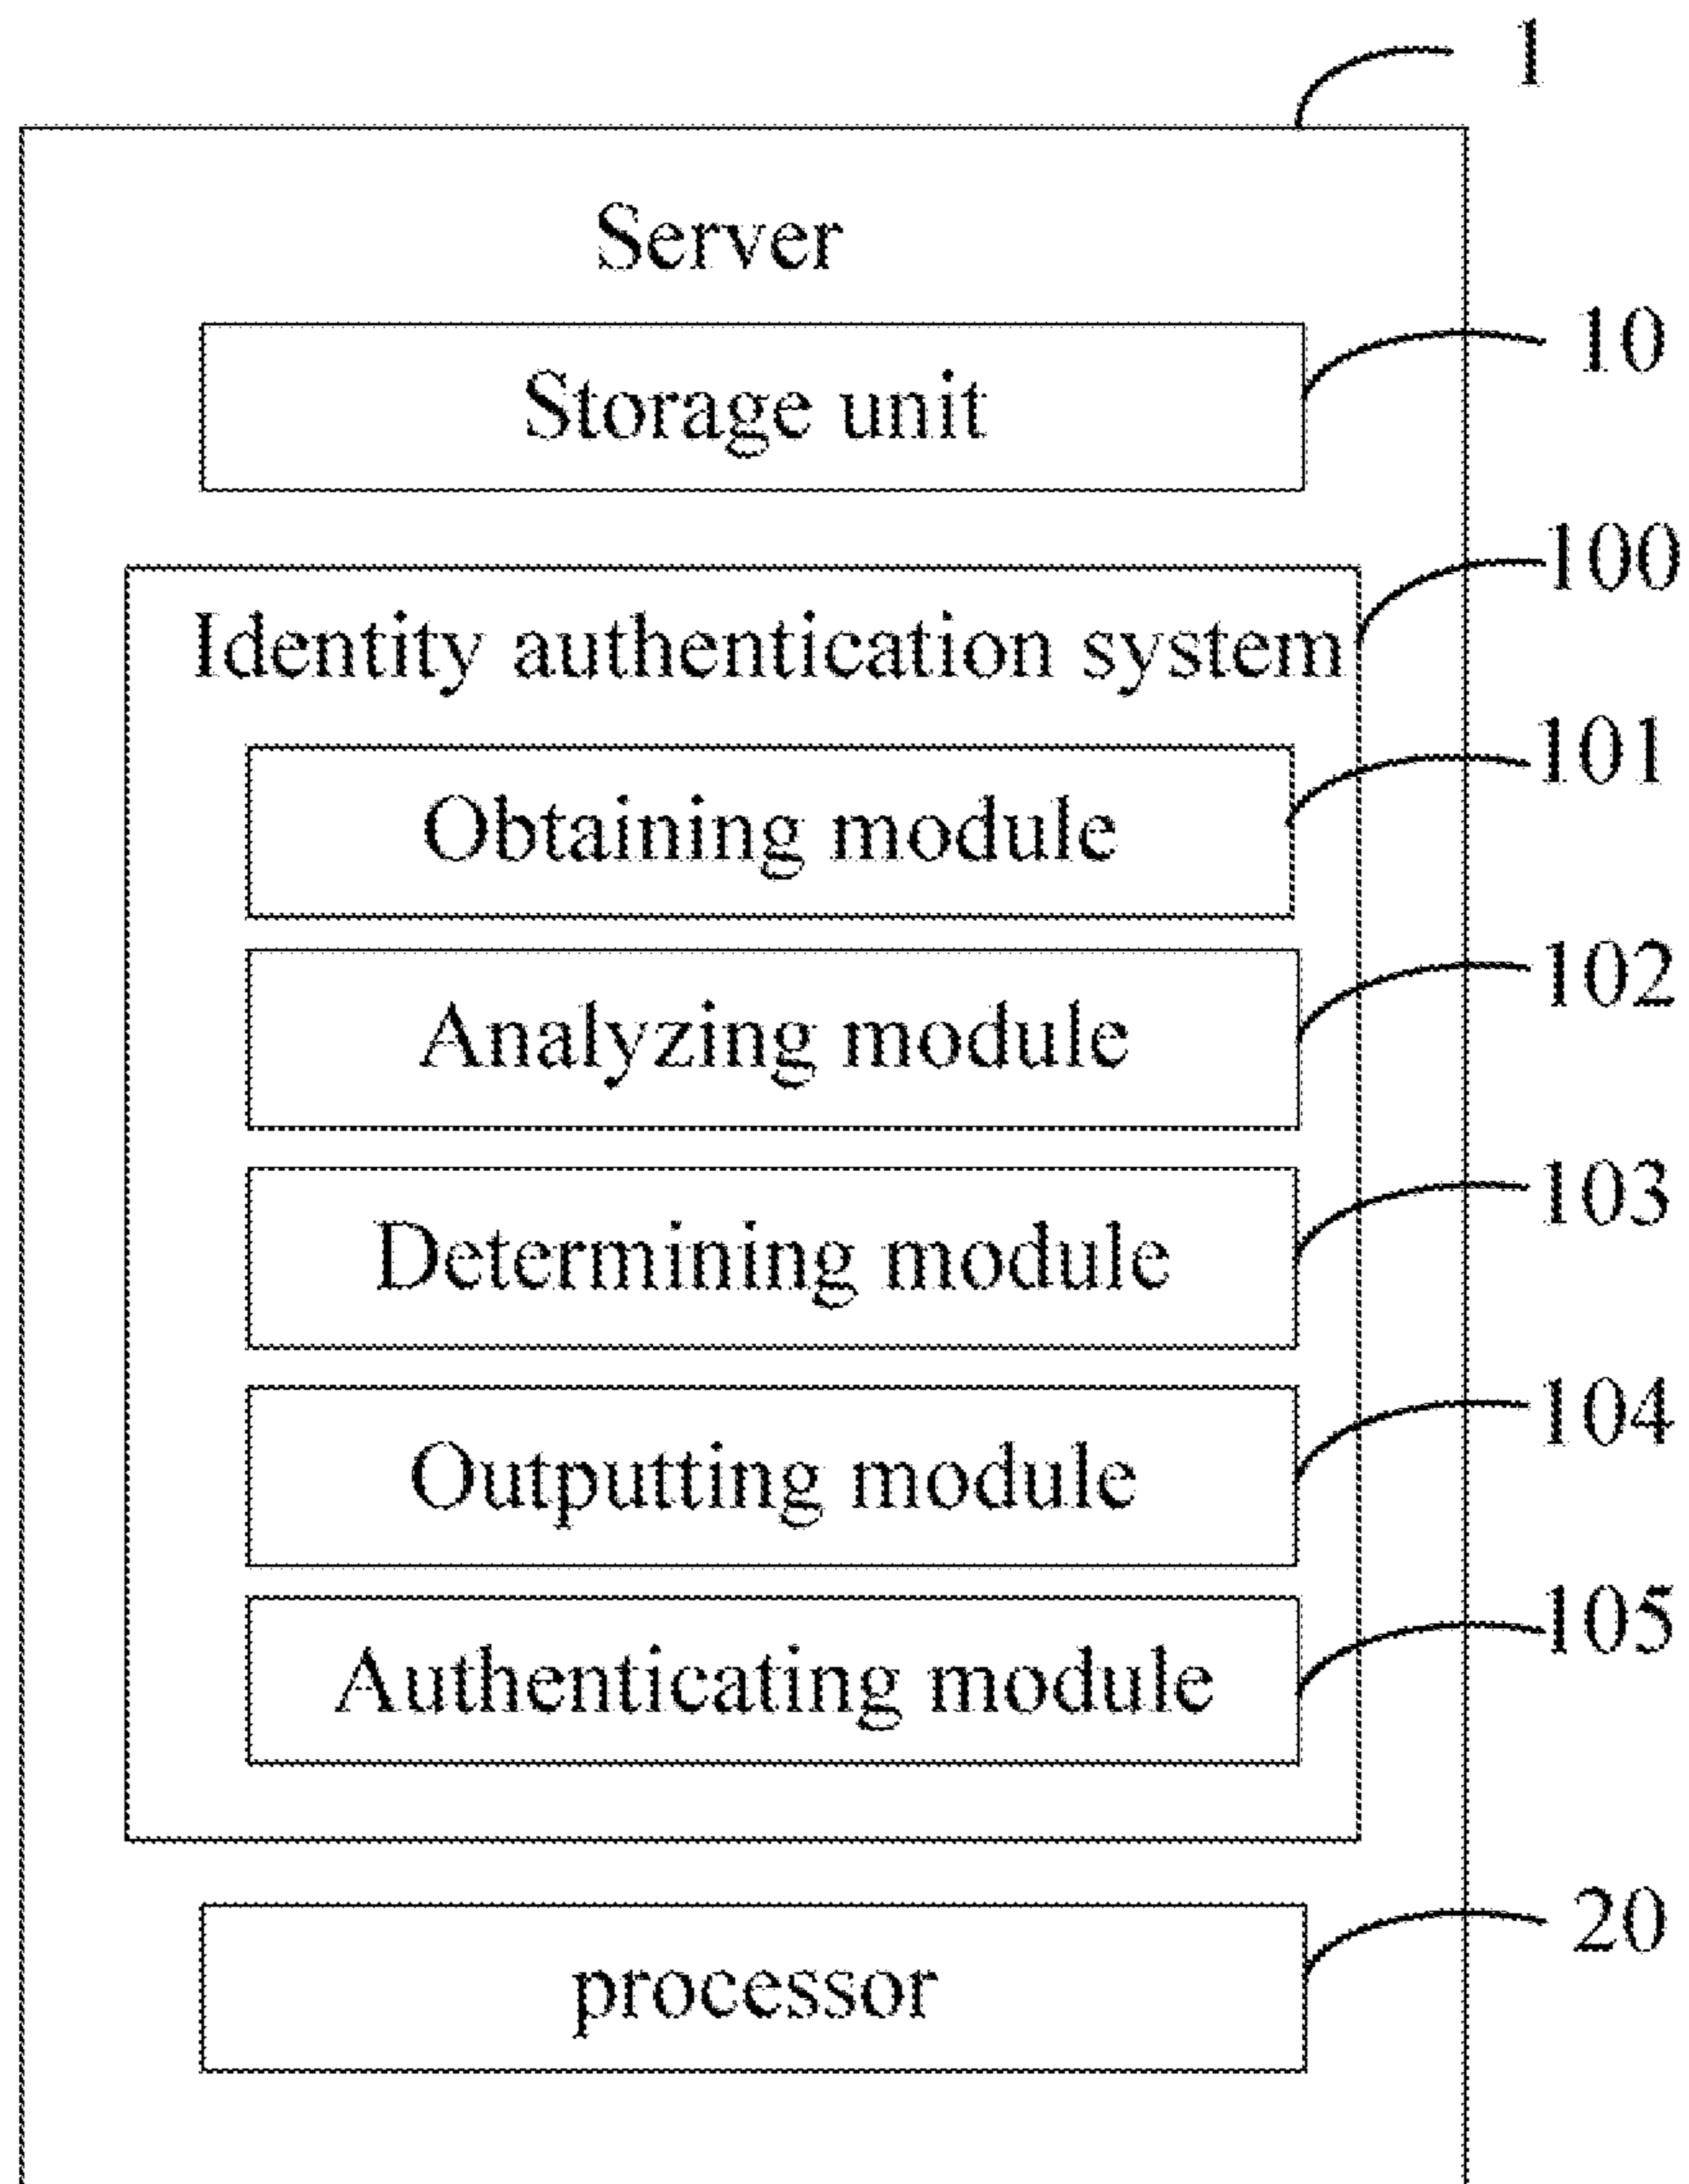 1
Server
10
Storage unit
100
Identity authentication system
101
Obtaining module
102
Analyzing module
103
Determining module
104
Outputting module
105
Authenticating module
20
processor